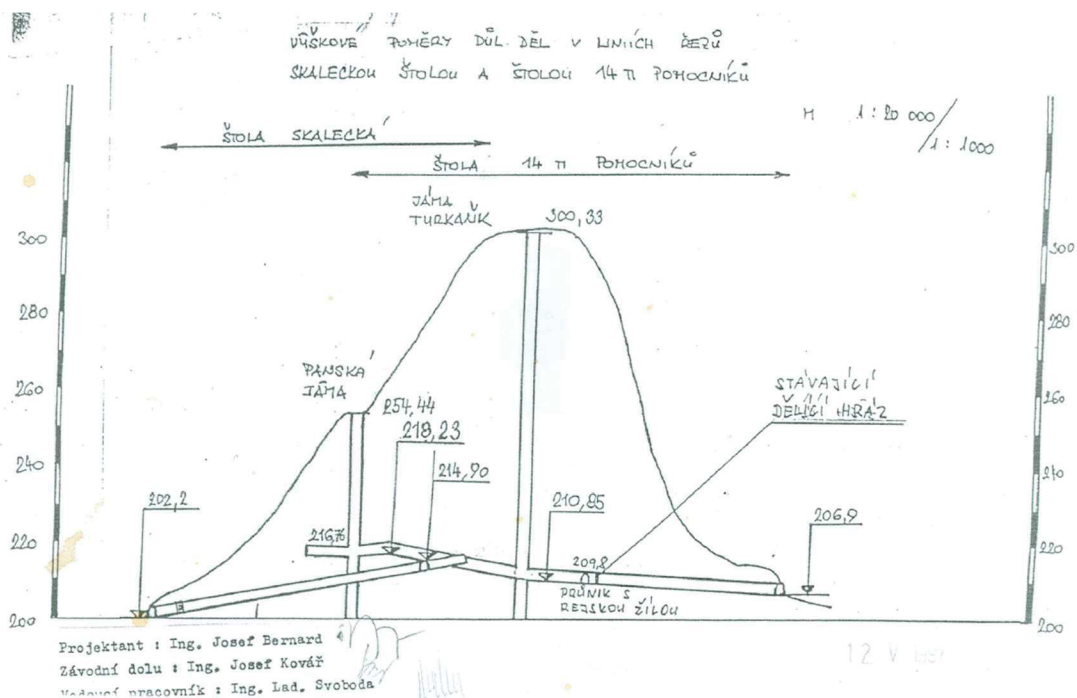 VÝŠKOVÉ POMĚRY DŮL. DĚL V LINIÍCH ŘEZŮ
SKALECKOU ŠTOLOU A ŠTOLOU 14 TI POMOCNÍKŮ
M 1 : 20 000 /
/ 1 : 1000
ŠTOLA SKALECKÁ
ŠTOLA 14 TI POMOCNÍKŮ
JÁMA
TURKAŇK
300,33
300
300
280
280
PANSKÁ
JÁMA
STÁVAJÍCÍ
DĚLÍCÍ HRÁZ
260
260
254,44
218,23
240
214,90
240
202,2
210,85
206,9
220
216,76
220
209,8
PRŮNIK S
REJSKOU ŽÍLOU
200
200
Projektant : Ing. Josef Bernard
Závodní dolu : Ing. Josef Kovář
Vedoucí pracovník : Ing. Lad. Svoboda
12 V